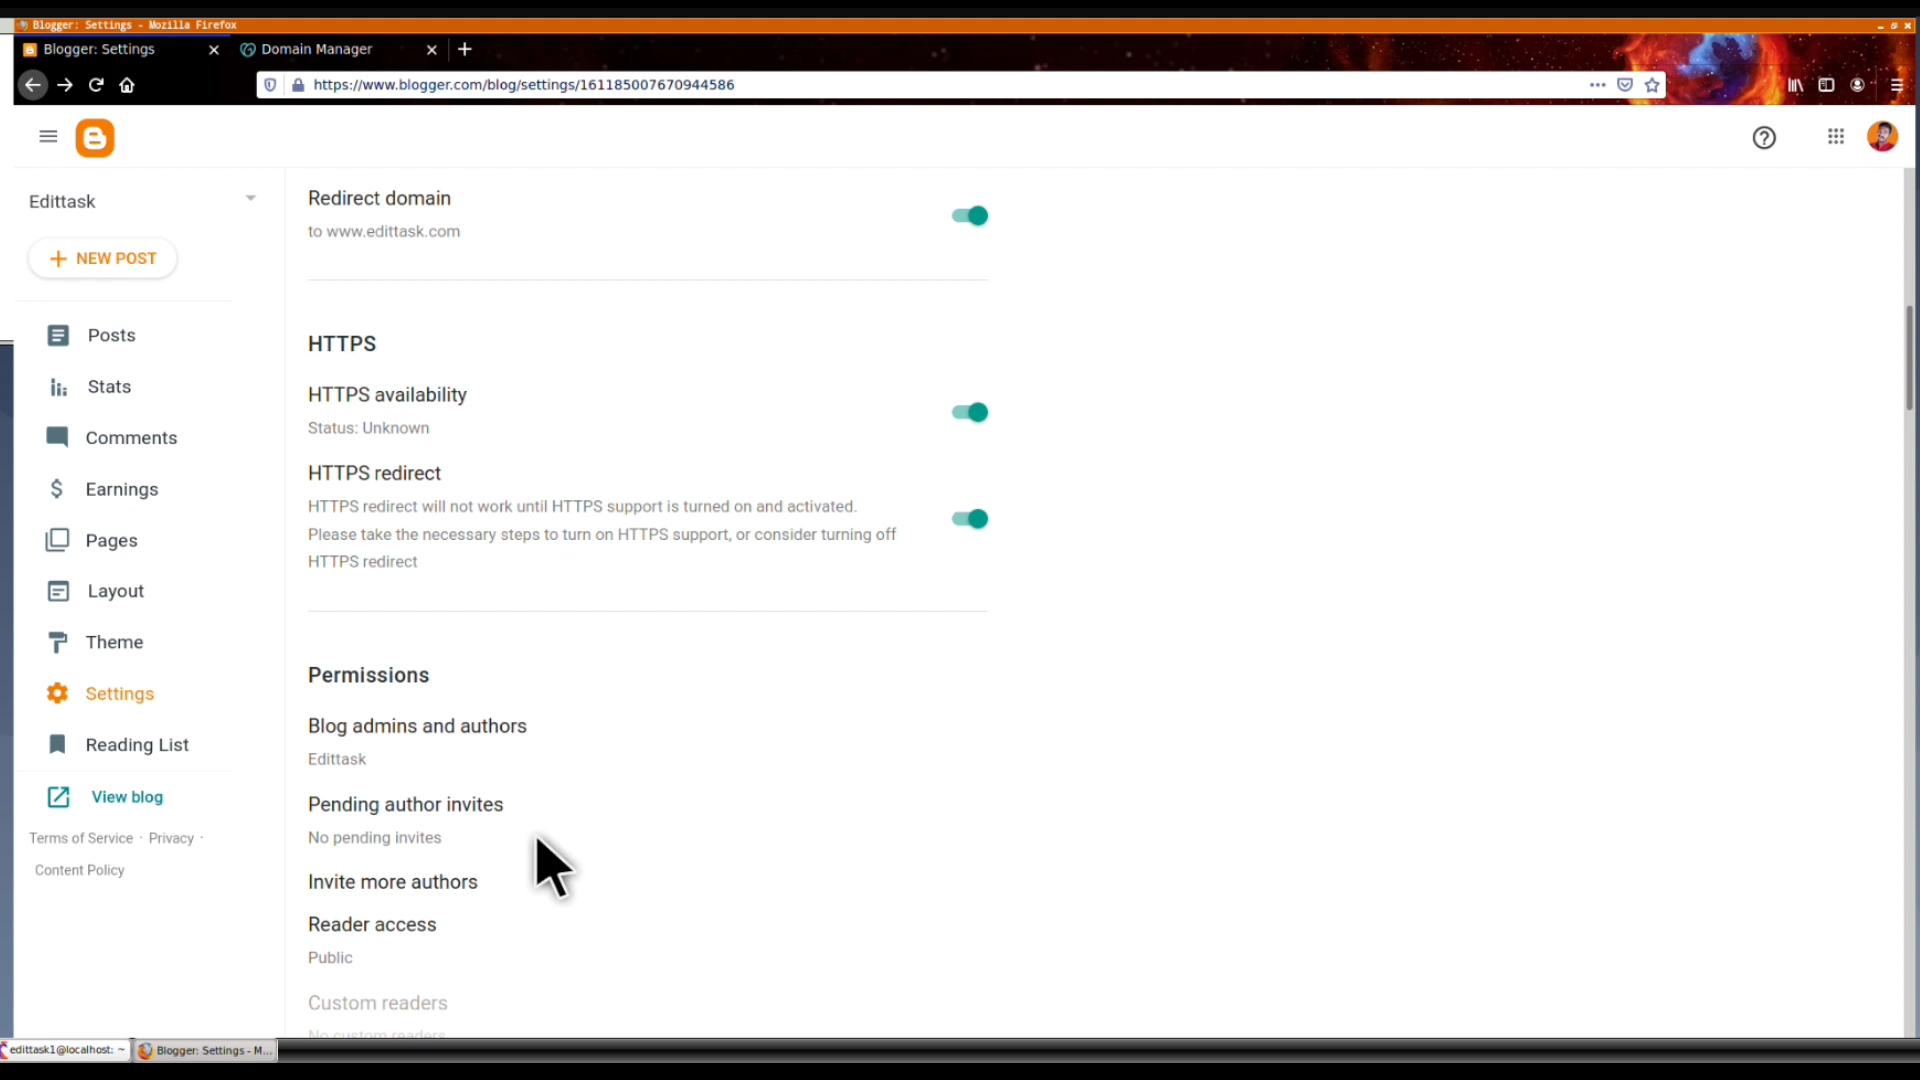 Blogger: Settings - Mozilla Firefox
Blogger: Settings
Domain Manager
https://www.blogger.com/blog/settings/161185007670944586
Edittask
NEW POST
Posts
Stats
Comments
Earnings
Pages
Layout
Theme
Settings
Reading List
View blog
Terms of Service · Privacy ·
Content Policy
Redirect domain
to www.edittask.com
HTTPS
HTTPS availability
Status: Unknown
HTTPS redirect
HTTPS redirect will not work until HTTPS support is turned on and activated.
Please take the necessary steps to turn on HTTPS support, or consider turning off
HTTPS redirect
Permissions
Blog admins and authors
Edittask
Pending author invites
No pending invites
Invite more authors
Reader access
Public
Custom readers
No custom readers
edittask1@localhost: ~
Blogger: Settings - M...